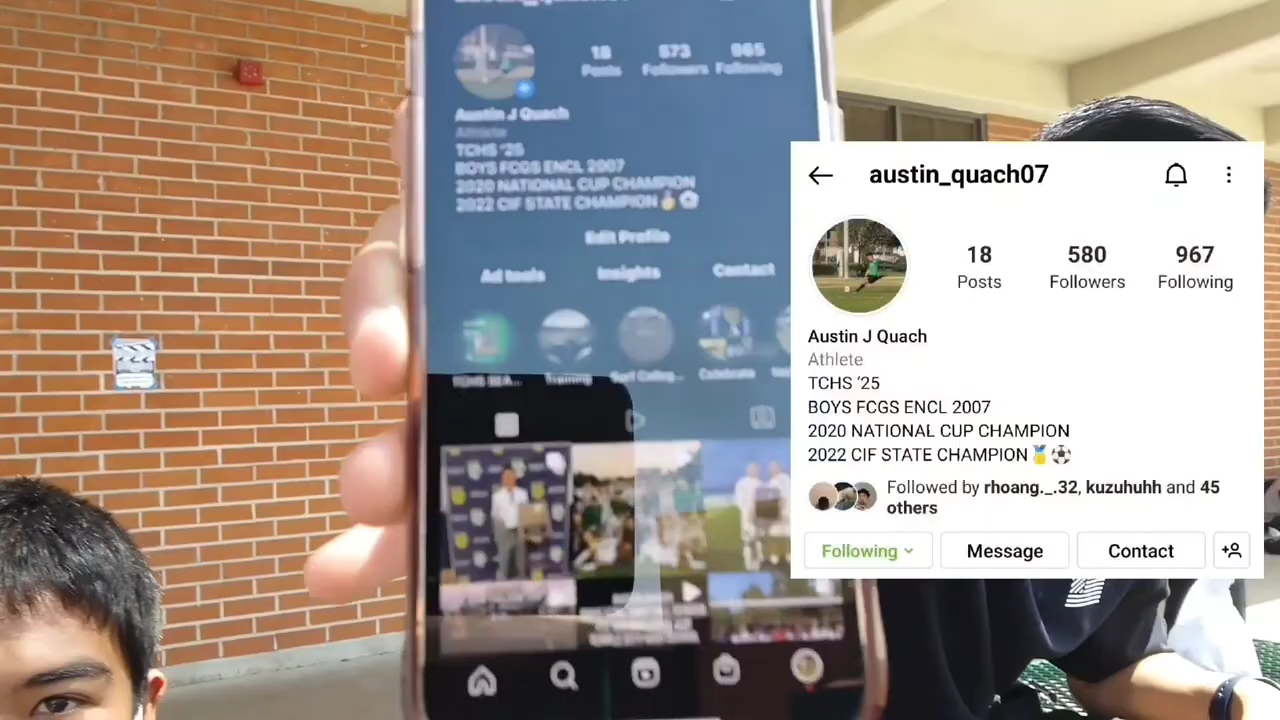 18 573 965
Posts Followers Following
Austin J Quach
Athlete
TCHS '25
BOYS FCGS ENCL 2007
2020 NATIONAL CUP CHAMPION
2022 CIF STATE CHAMPION🥇⚽
Edit Profile
Ad tools Insights Contact
Training Celebrate
austin_quach07
18 580 967
Posts Followers Following
Austin J Quach
Athlete
TCHS ‘25
BOYS FCGS ENCL 2007
2020 NATIONAL CUP CHAMPION
2022 CIF STATE CHAMPION🥇⚽
Followed by rhoang._.32, kuzuhuhh and 45
others
Following Message Contact